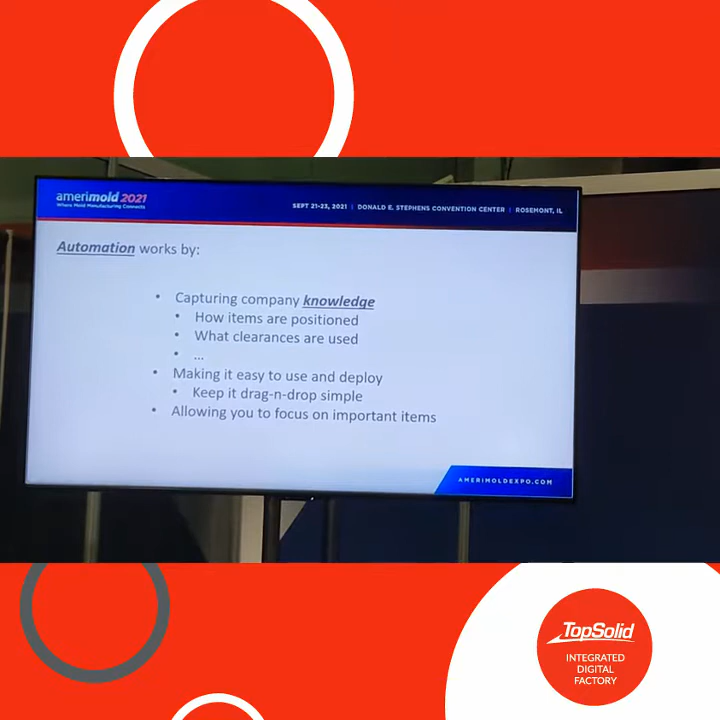 amerimold 2021
Where Mold Manufacturing Connects
SEPT 21-23, 2021 | DONALD E. STEPHENS CONVENTION CENTER | ROSEMONT, IL
Automation works by:
• Capturing company knowledge
• How items are positioned
• What clearances are used
• ...
• Making it easy to use and deploy
• Keep it drag-n-drop simple
• Allowing you to focus on important items
AMERIMOLDEXPO.COM
TopSolid
INTEGRATED
DIGITAL
FACTORY